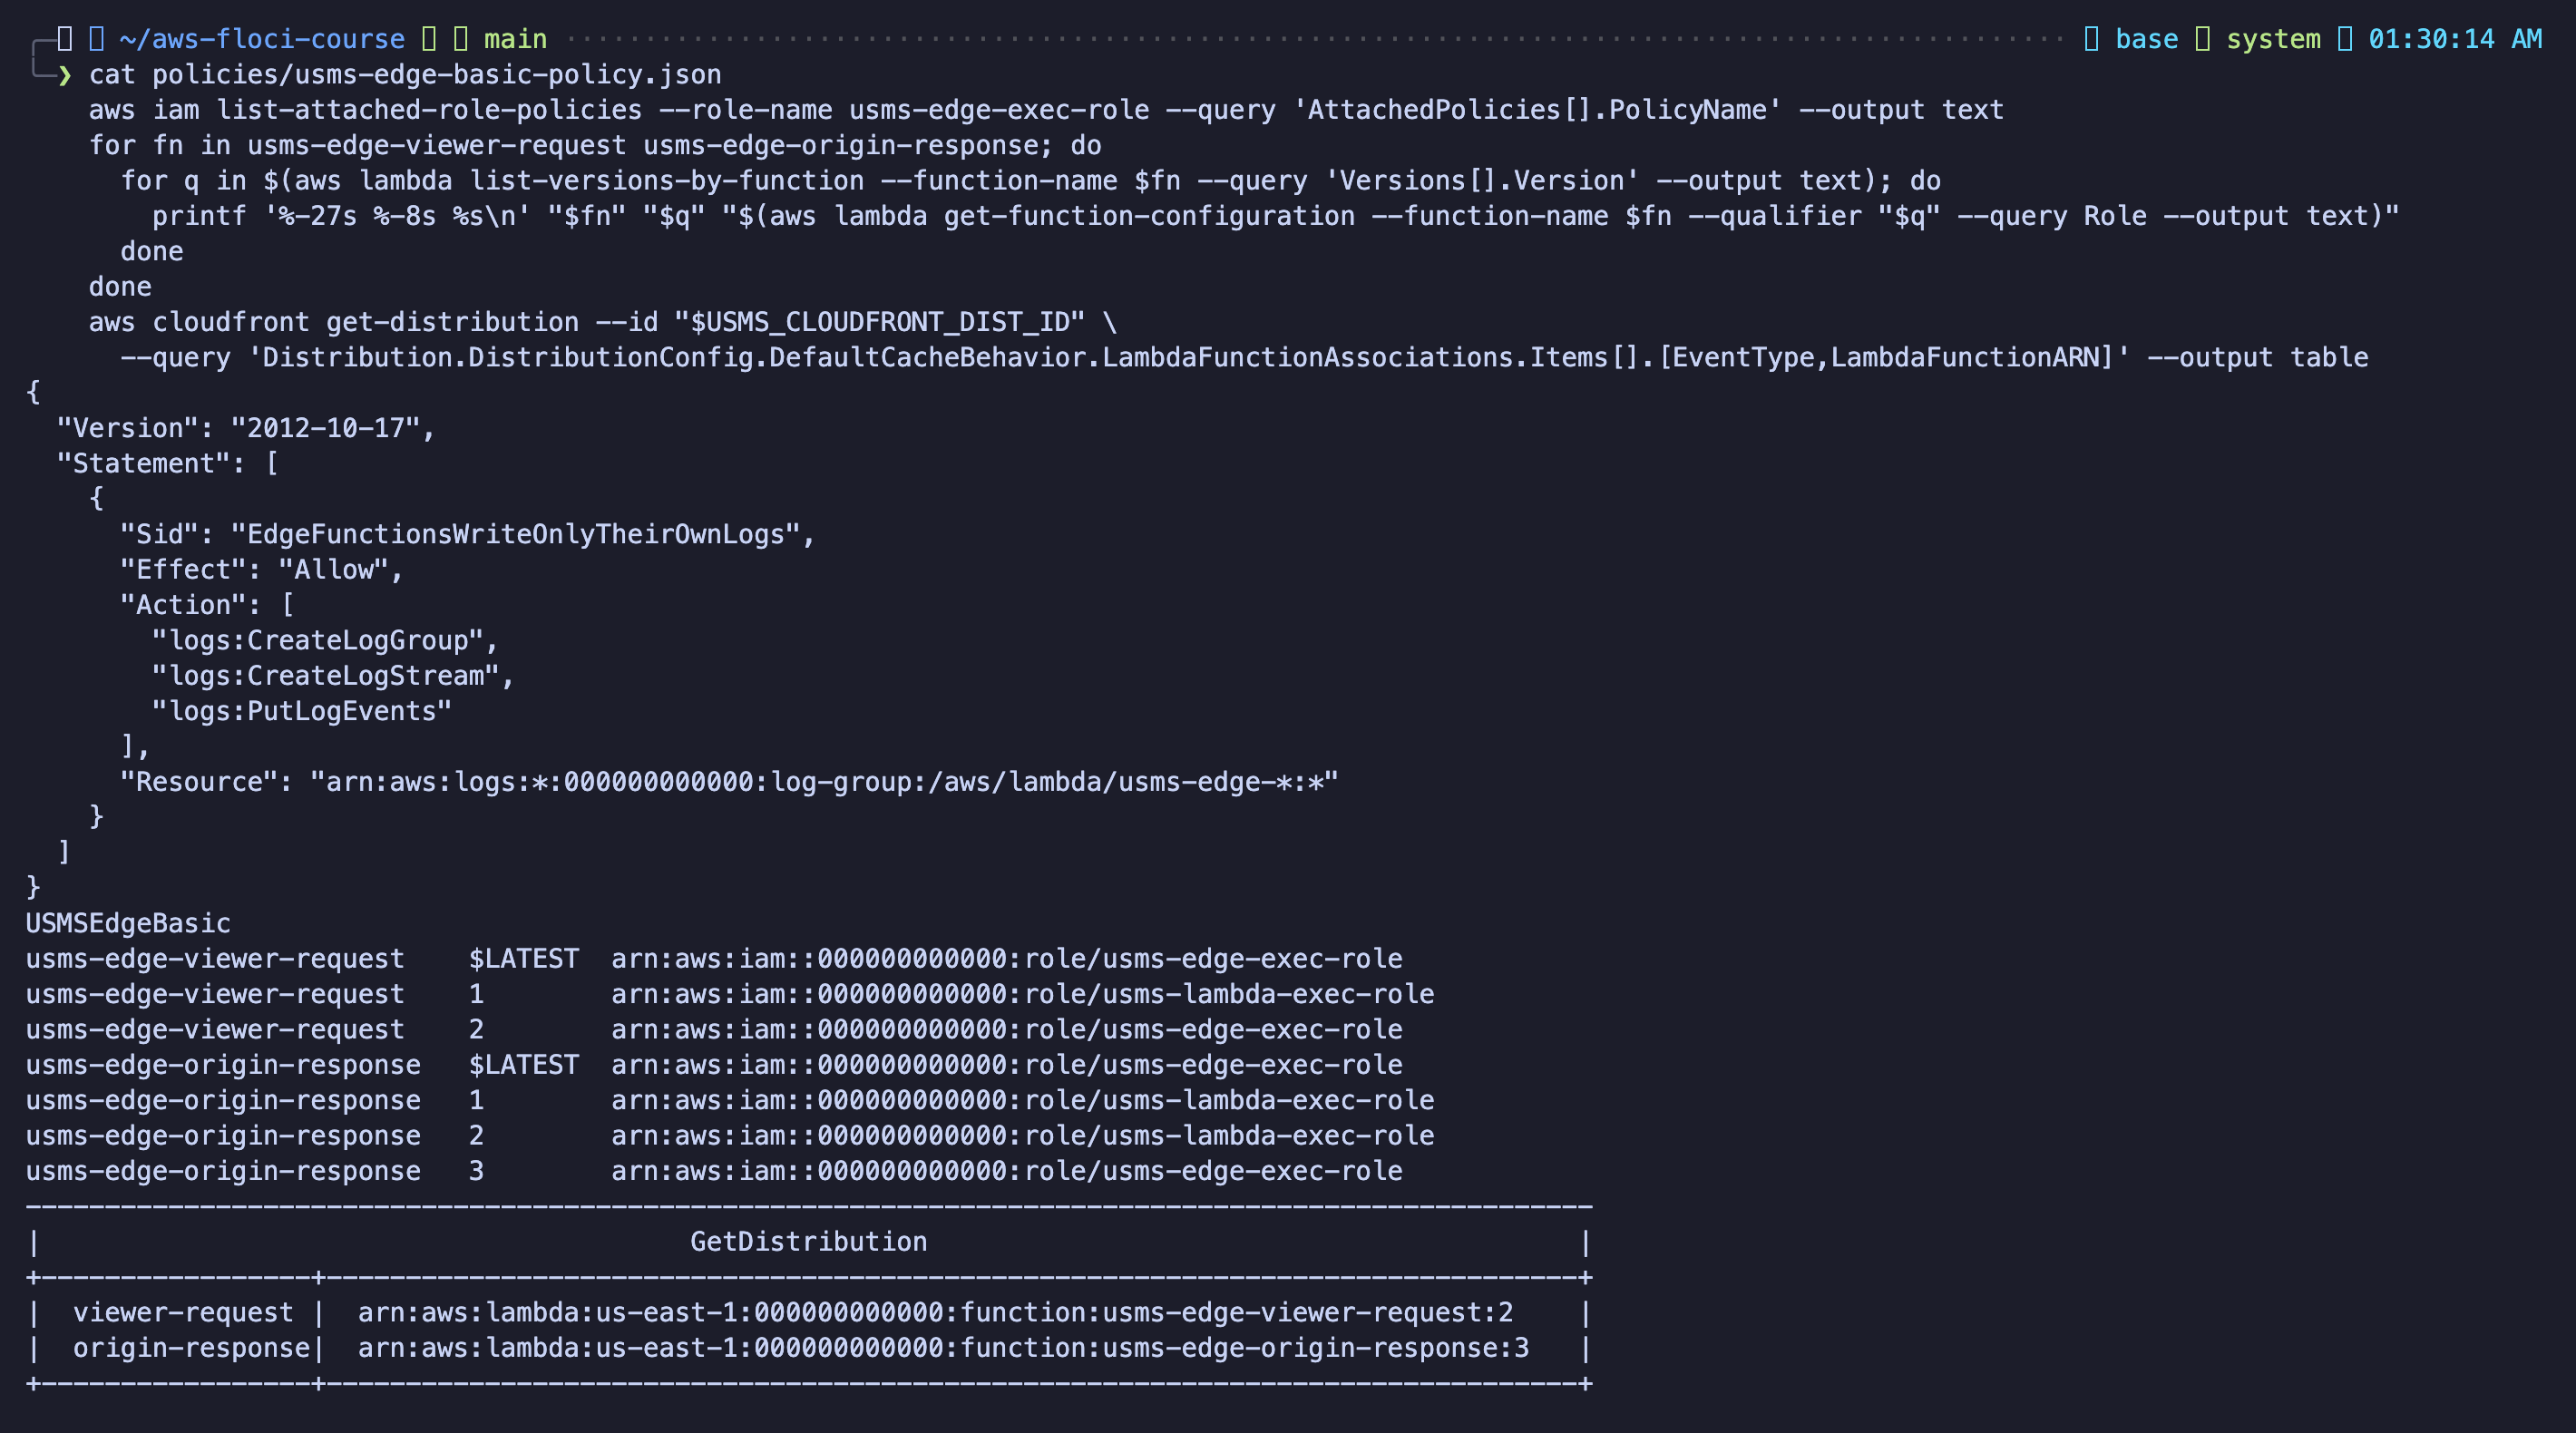 ~/aws-floci-course main base system 01:30:14 AM
❯ cat policies/usms-edge-basic-policy.json
aws iam list-attached-role-policies --role-name usms-edge-exec-role --query 'AttachedPolicies[].PolicyName' --output text
for fn in usms-edge-viewer-request usms-edge-origin-response; do
for q in $(aws lambda list-versions-by-function --function-name $fn --query 'Versions[].Version' --output text); do
printf '%-27s %-8s %s\n' "$fn" "$q" "$(aws lambda get-function-configuration --function-name $fn --qualifier "$q" --query Role --output text)"
done
done
aws cloudfront get-distribution --id "$USMS_CLOUDFRONT_DIST_ID" \
--query 'Distribution.DistributionConfig.DefaultCacheBehavior.LambdaFunctionAssociations.Items[].[EventType,LambdaFunctionARN]' --output table
{
"Version": "2012-10-17",
"Statement": [
{
"Sid": "EdgeFunctionsWriteOnlyTheirOwnLogs",
"Effect": "Allow",
"Action": [
"logs:CreateLogGroup",
"logs:CreateLogStream",
"logs:PutLogEvents"
],
"Resource": "arn:aws:logs:*:000000000000:log-group:/aws/lambda/usms-edge-*:*"
}
]
}
USMSEdgeBasic
usms-edge-viewer-request $LATEST arn:aws:iam::000000000000:role/usms-edge-exec-role
usms-edge-viewer-request 1 arn:aws:iam::000000000000:role/usms-lambda-exec-role
usms-edge-viewer-request 2 arn:aws:iam::000000000000:role/usms-edge-exec-role
usms-edge-origin-response $LATEST arn:aws:iam::000000000000:role/usms-edge-exec-role
usms-edge-origin-response 1 arn:aws:iam::000000000000:role/usms-lambda-exec-role
usms-edge-origin-response 2 arn:aws:iam::000000000000:role/usms-lambda-exec-role
usms-edge-origin-response 3 arn:aws:iam::000000000000:role/usms-edge-exec-role
---------------------------------------------------------------------------------------------------
| GetDistribution |
+-----------------+-------------------------------------------------------------------------------+
| viewer-request | arn:aws:lambda:us-east-1:000000000000:function:usms-edge-viewer-request:2 |
| origin-response| arn:aws:lambda:us-east-1:000000000000:function:usms-edge-origin-response:3 |
+-----------------+-------------------------------------------------------------------------------+